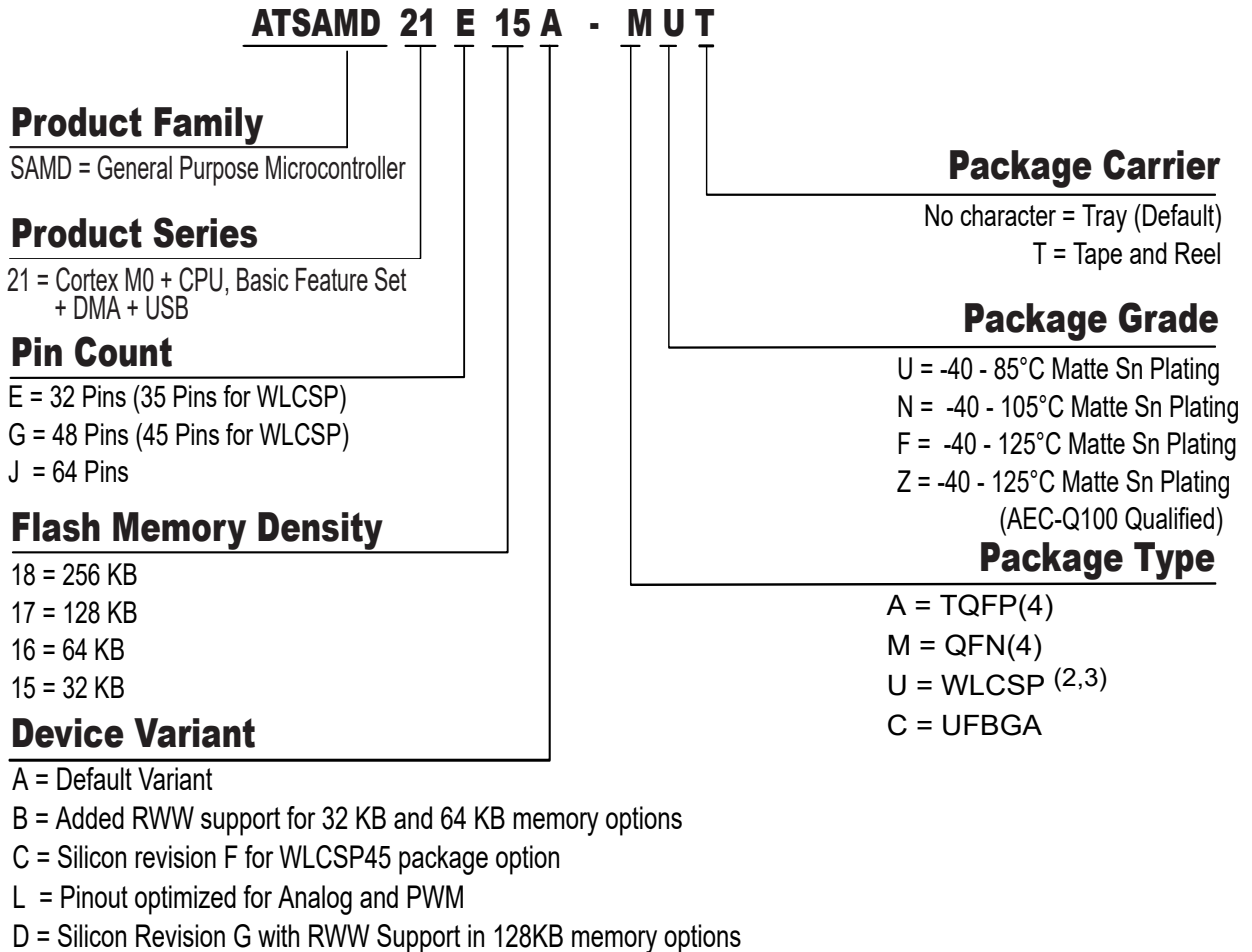 ATSAMD 21 E 15 A - M U T
Product Family
SAMD = General Purpose Microcontroller
Product Series
21 = Cortex M0 + CPU, Basic Feature Set
+ DMA + USB
Pin Count
E = 32 Pins (35 Pins for WLCSP)
G = 48 Pins (45 Pins for WLCSP)
J = 64 Pins
Flash Memory Density
18 = 256 KB
17 = 128 KB
16 = 64 KB
15 = 32 KB
Device Variant
A = Default Variant
B = Added RWW support for 32 KB and 64 KB memory options
C = Silicon revision F for WLCSP45 package option
L = Pinout optimized for Analog and PWM
D = Silicon Revision G with RWW Support in 128KB memory options
Package Carrier
No character = Tray (Default)
T = Tape and Reel
Package Grade
U = -40 - 85°C Matte Sn Plating
N = -40 - 105°C Matte Sn Plating
F = -40 - 125°C Matte Sn Plating
Z = -40 - 125°C Matte Sn Plating
(AEC-Q100 Qualified)
Package Type
A = TQFP(4)
M = QFN(4)
U = WLCSP (2,3)
C = UFBGA